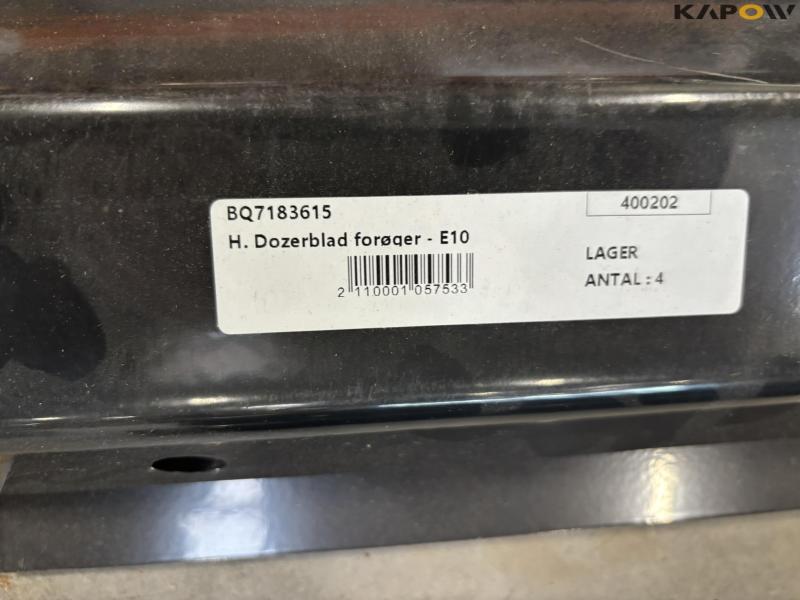 KAPOW
BQ7183615
400202
H. Dozerblad forøger - E10
LAGER
2 110001 057533
ANTAL : 4